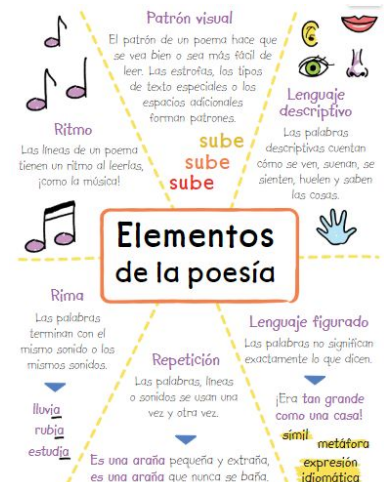 Patrón visual
El patrón de un poema hace que
se vea bien o sea más fácil de
leer. Las estrofas, los tipos
de texto especiales o los
espacios adicionales
forman patrones.
sube
sube
sube
Lenguaje
descriptivo
Las palabras
descriptivas cuentan
cómo se ven, suenan, se
sienten, huelen y saben
las cosas.
Ritmo
Las líneas de un poema
tienen un ritmo al leerlas,
¡como la música!
Elementos
de la poesía
Rima
Las palabras
terminan con el
mismo sonido o los
mismos sonidos.
lluvia
rubia
estudia
Repetición
Las palabras, líneas
o sonidos se usan una
vez y otra vez.
Es una araña pequeña y extraña,
es una araña que nunca se baña.
Lenguaje figurado
Las palabras no significan
exactamente lo que dicen.
¡Era tan grande
como una casa!
símil
metáfora
expresión
idiomática